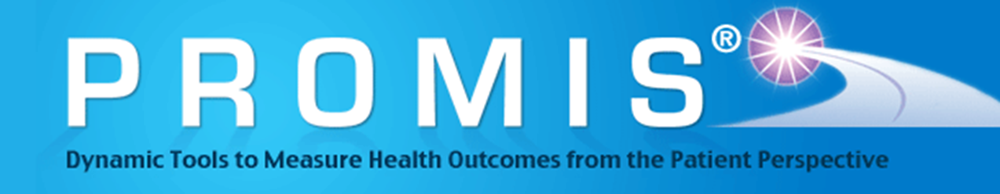 PROMIS®
Dynamic Tools to Measure Health Outcomes from the Patient Perspective